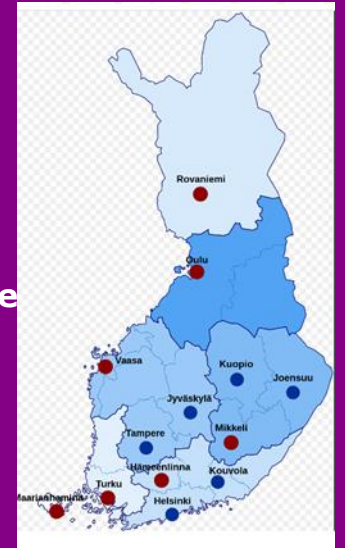 Rovaniemi
Oulu
e
Vaasa
Kuopio
Joensuu
Jyväskylä
Tampere
Mikkeli
Hämeenlinna
Kouvola
Maarianhamina
Turku
Helsinki